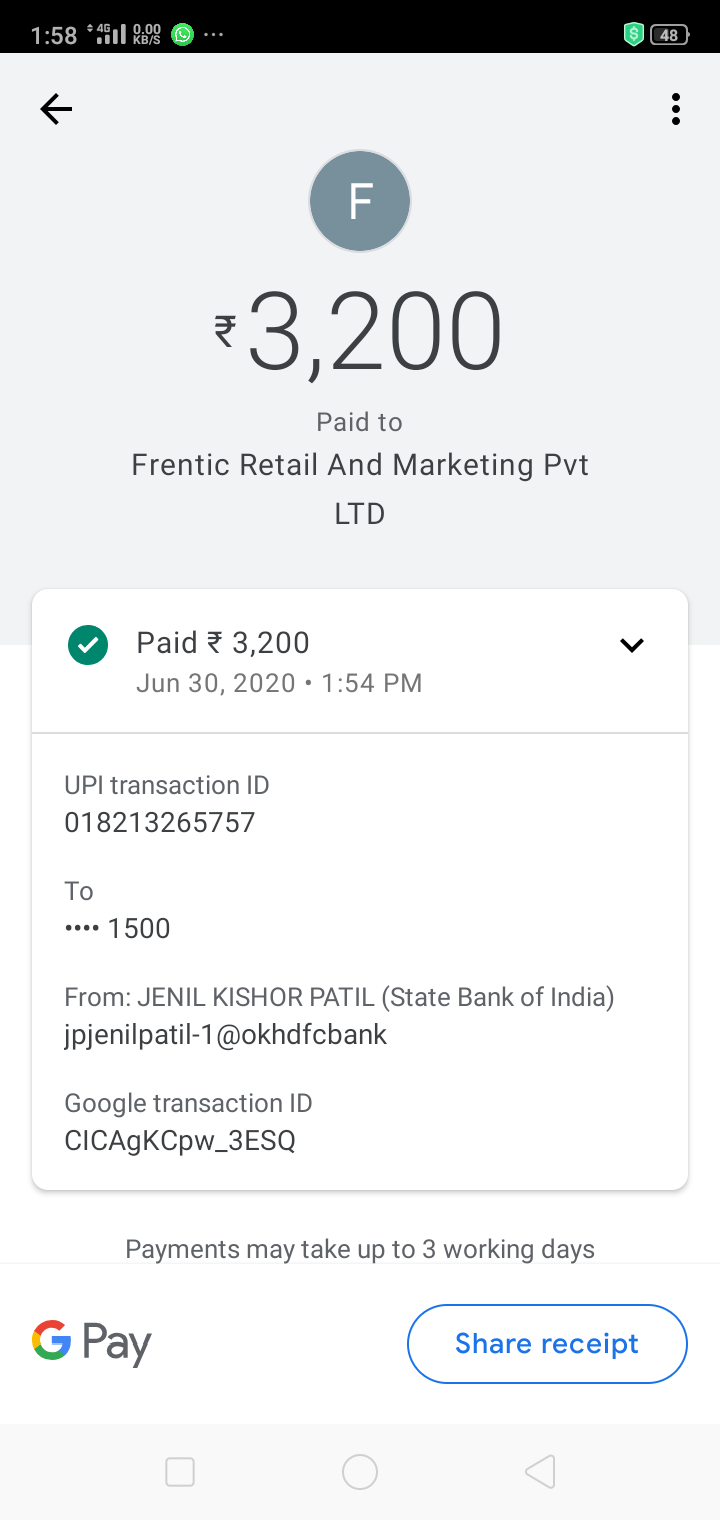 1:58 4G 0.00 KB/S ... $ 48
F
₹3,200
Paid to
Frentic Retail And Marketing Pvt
LTD
Paid ₹ 3,200
Jun 30, 2020 • 1:54 PM
UPI transaction ID
018213265757
To
•••• 1500
From: JENIL KISHOR PATIL (State Bank of India)
jpjenilpatil-1@okhdfcbank
Google transaction ID
CICAgKCpw_3ESQ
Payments may take up to 3 working days
G Pay
Share receipt